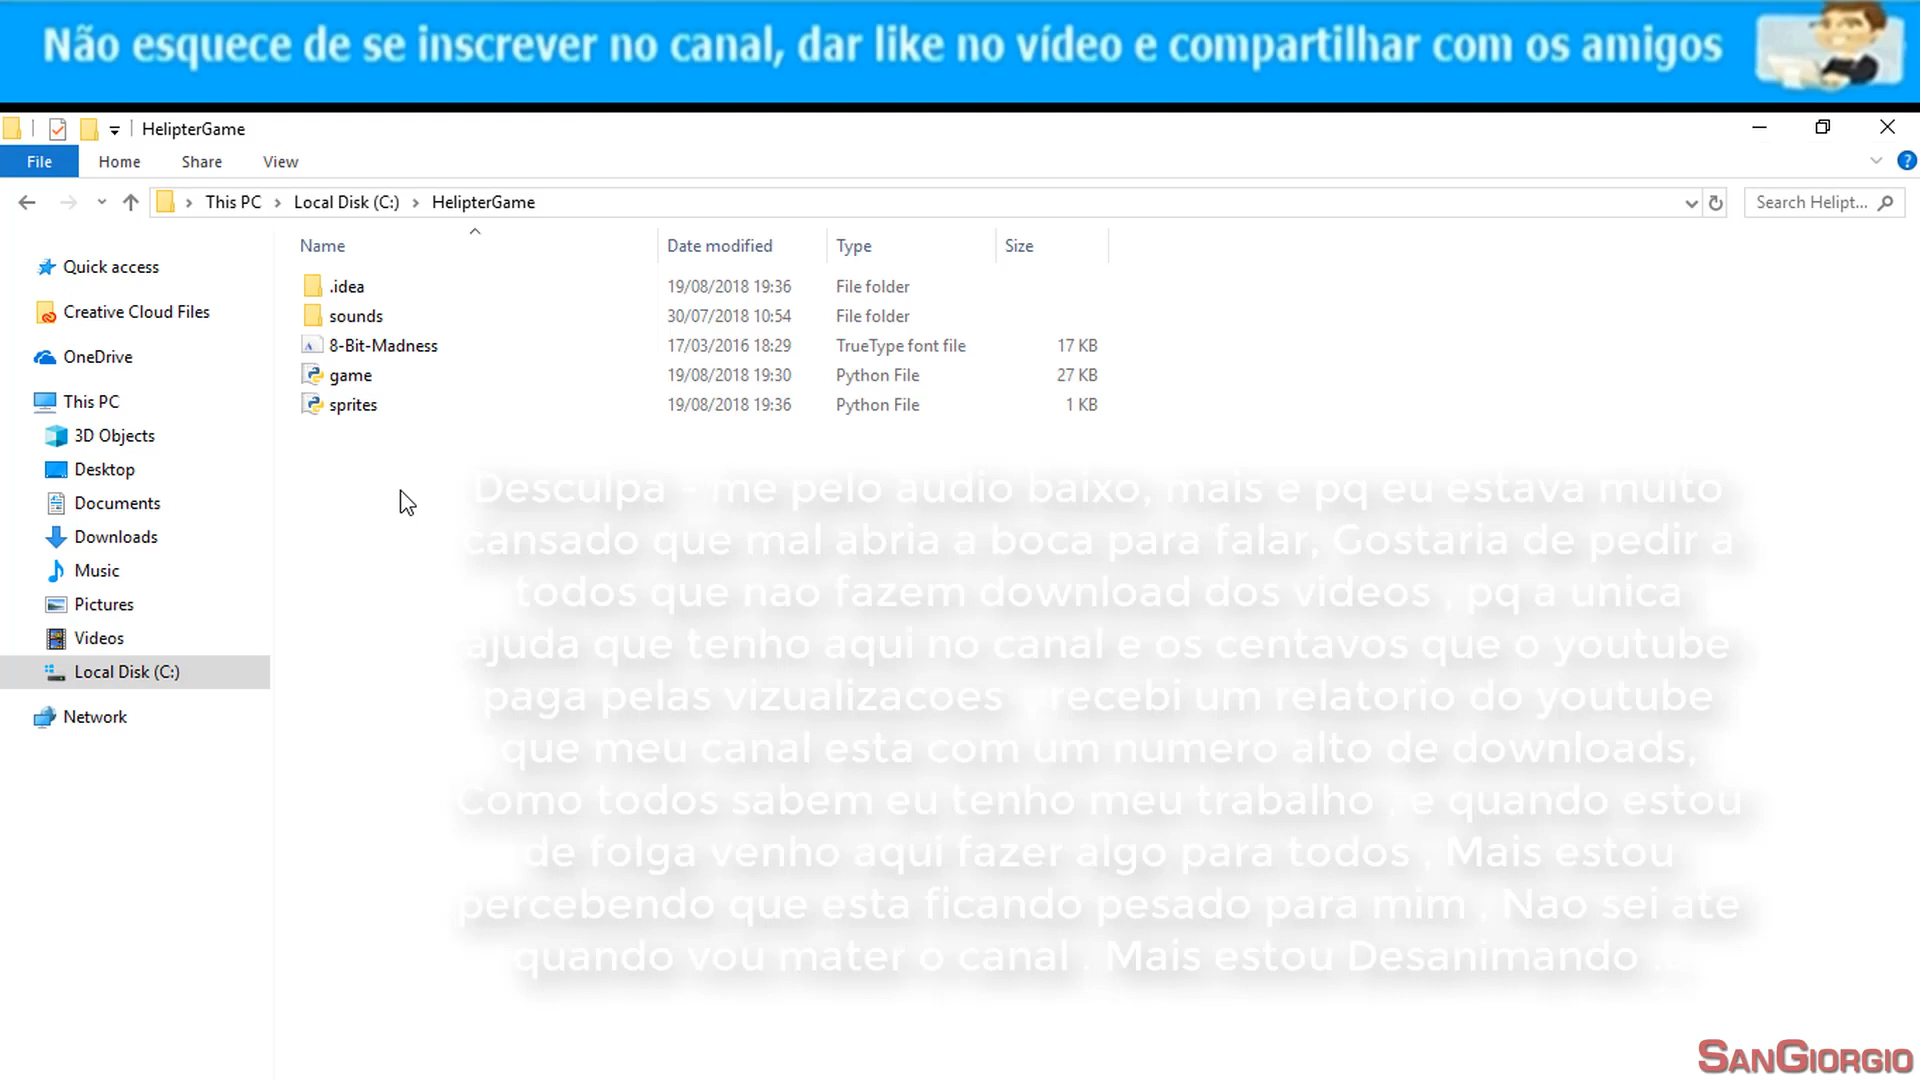 Não esquece de se inscrever no canal, dar like no vídeo e compartilhar com os amigos
HelipterGame
File Home Share View
This PC Local Disk (C:) HelipterGame
Search Helipt...
Name Date modified Type Size
Quick access
Creative Cloud Files
OneDrive
This PC
3D Objects
Desktop
Documents
Downloads
Music
Pictures
Videos
Local Disk (C:)
Network
.idea 19/08/2018 19:36 File folder
sounds 30/07/2018 10:54 File folder
8-Bit-Madness 17/03/2016 18:29 TrueType font file 17 KB
game 19/08/2018 19:30 Python File 27 KB
sprites 19/08/2018 19:36 Python File 1 KB
Desculpa - me pelo audio baixo, mais e pq eu estava muito
cansado que mal abria a boca para falar, Gostaria de pedir a
todos que nao fazem download dos videos , pq a unica
ajuda que tenho aqui no canal e os centavos que o youtube
paga pelas vizualizacoes , recebi um relatorio do youtube
que meu canal esta com um numero alto de downloads,
Como todos sabem eu tenho meu trabalho , e quando estou
de folga venho aqui fazer algo para todos , Mais estou
percebendo que esta ficando pesado para mim , Nao sei ate
quando vou mater o canal . Mais estou Desanimando ...
SANGIORGIO